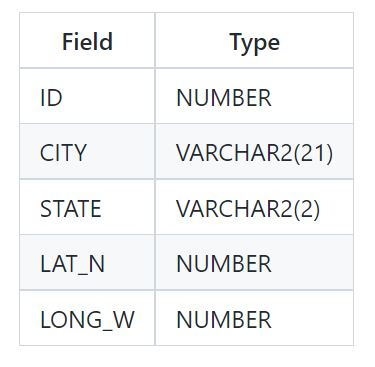 Field Type
ID NUMBER
CITY VARCHAR2(21)
STATE VARCHAR2(2)
LAT_N NUMBER
LONG_W NUMBER